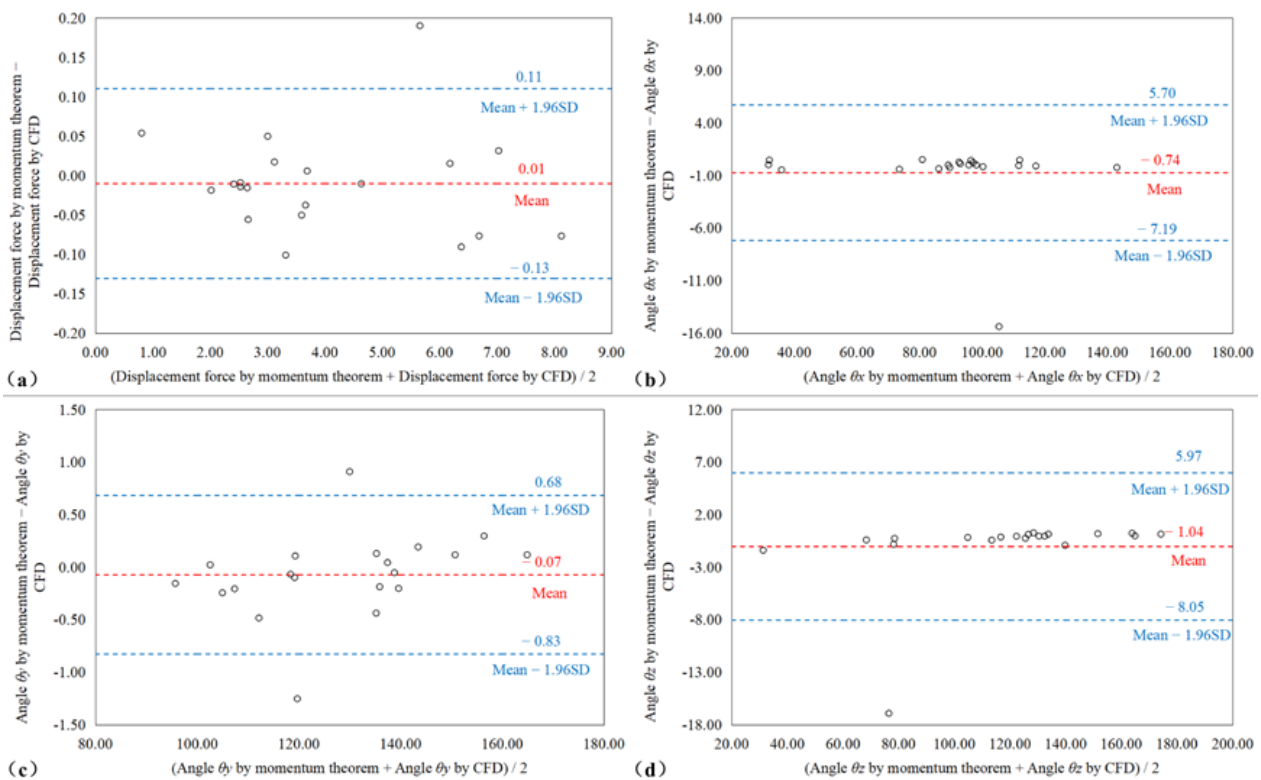 Displacement force by momentum theorem −
Displacement force by CFD
0.20
0.15
0.10
0.05
0.00
-0.05
-0.10
-0.15
-0.20
0.11
Mean + 1.96SD
0.01
Mean
− 0.13
Mean − 1.96SD
0.00 1.00 2.00 3.00 4.00 5.00 6.00 7.00 8.00 9.00
(Displacement force by momentum theorem + Displacement force by CFD) / 2
(a)
Angle θx by momentum theorem − Angle θx by
CFD
14.00
9.00
4.00
-1.00
-6.00
-11.00
-16.00
5.70
Mean + 1.96SD
− 0.74
Mean
− 7.19
Mean − 1.96SD
20.00 40.00 60.00 80.00 100.00 120.00 140.00 160.00 180.00
(Angle θx by momentum theorem + Angle θx by CFD) / 2
(b)
Angle θy by momentum theorem − Angle θy by
CFD
1.50
1.00
0.50
0.00
-0.50
-1.00
-1.50
0.68
Mean + 1.96SD
− 0.07
Mean
− 0.83
Mean − 1.96SD
80.00 100.00 120.00 140.00 160.00 180.00
(Angle θy by momentum theorem + Angle θy by CFD) / 2
(c)
Angle θz by momentum theorem − Angle θz by
CFD
12.00
7.00
2.00
-3.00
-8.00
-13.00
-18.00
5.97
Mean + 1.96SD
− 1.04
Mean
− 8.05
Mean − 1.96SD
20.00 40.00 60.00 80.00 100.00 120.00 140.00 160.00 180.00 200.00
(Angle θz by momentum theorem + Angle θz by CFD) / 2
(d)